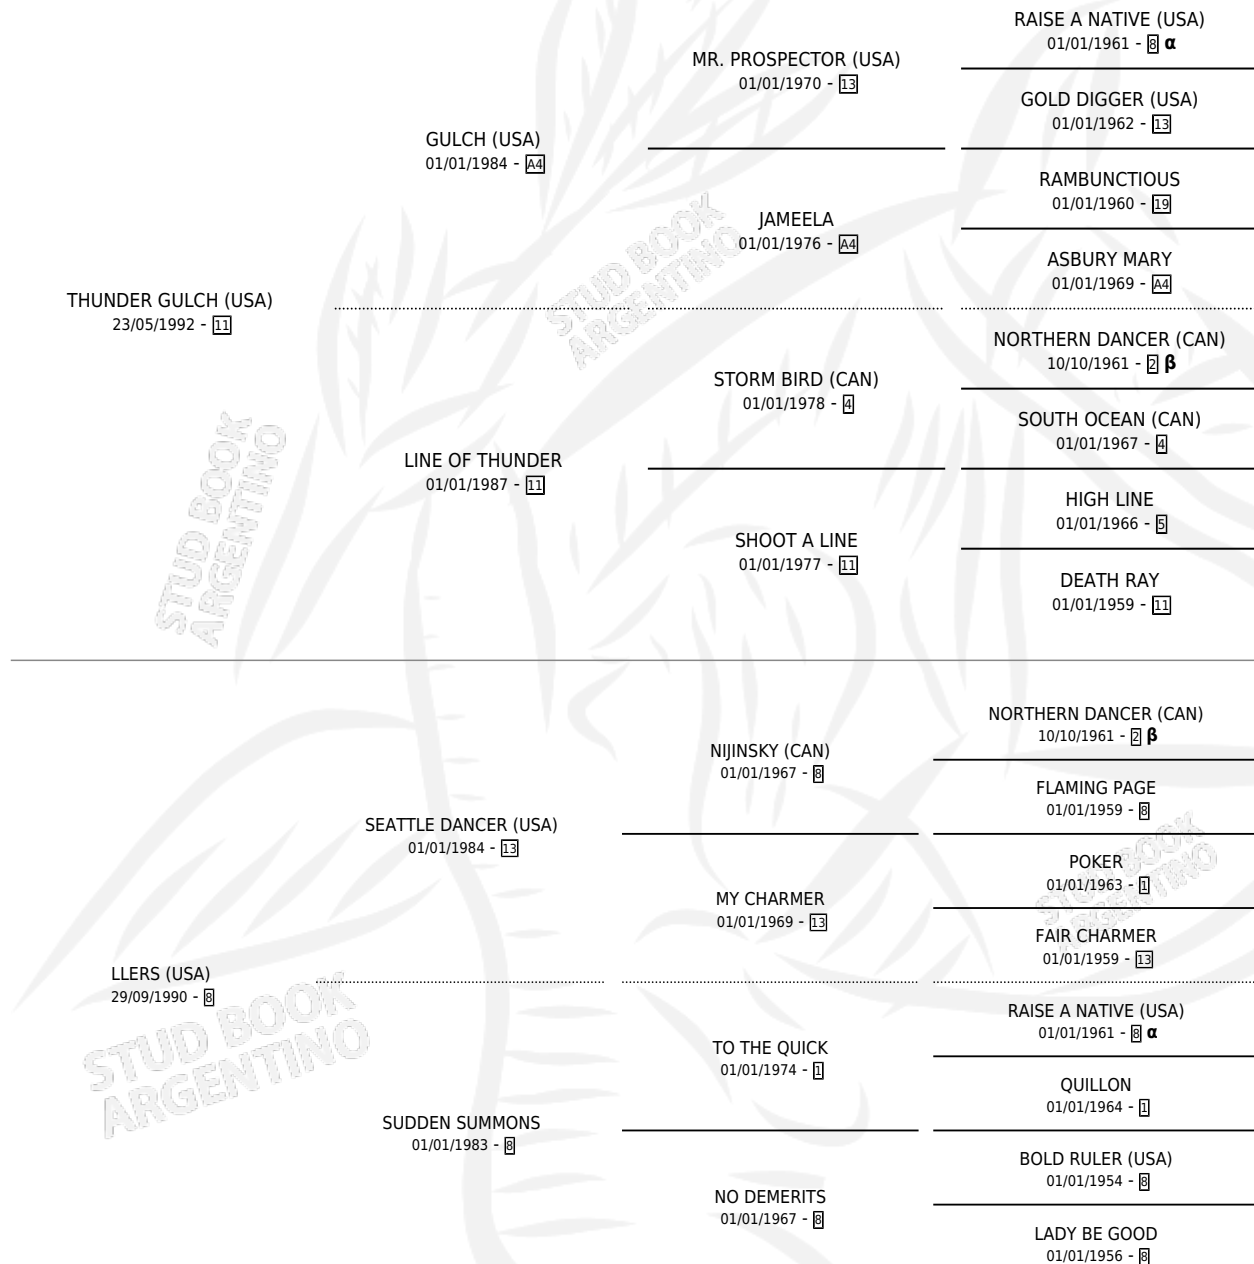 RAISE A NATIVE (USA)
01/01/1961 - 8 α
MR. PROSPECTOR (USA)
01/01/1970 - 13
GOLD DIGGER (USA)
01/01/1962 - 13
GULCH (USA)
01/01/1984 - A4
RAMBUNCTIOUS
01/01/1960 - 19
JAMEELA
01/01/1976 - A4
ASBURY MARY
01/01/1969 - A4
THUNDER GULCH (USA)
23/05/1992 - 11
NORTHERN DANCER (CAN)
10/10/1961 - 2 β
STORM BIRD (CAN)
01/01/1978 - 4
SOUTH OCEAN (CAN)
01/01/1967 - 4
LINE OF THUNDER
01/01/1987 - 11
HIGH LINE
01/01/1966 - 5
SHOOT A LINE
01/01/1977 - 11
DEATH RAY
01/01/1959 - 11
NORTHERN DANCER (CAN)
10/10/1961 - 2 β
NIJINSKY (CAN)
01/01/1967 - 8
FLAMING PAGE
01/01/1959 - 8
SEATTLE DANCER (USA)
01/01/1984 - 13
POKER
01/01/1963 - 1
MY CHARMER
01/01/1969 - 13
FAIR CHARMER
01/01/1959 - 13
LLERS (USA)
29/09/1990 - 8
RAISE A NATIVE (USA)
01/01/1961 - 8 α
TO THE QUICK
01/01/1974 - 1
QUILLON
01/01/1964 - 1
SUDDEN SUMMONS
01/01/1983 - 8
BOLD RULER (USA)
01/01/1954 - 8
NO DEMERITS
01/01/1967 - 8
LADY BE GOOD
01/01/1956 - 8
STUD BOOK
ARGENTINO
STUD BOOK
ARGENTINO
STUD BOOK
ARGENTINO
STUD BOOK
ARGENTINO